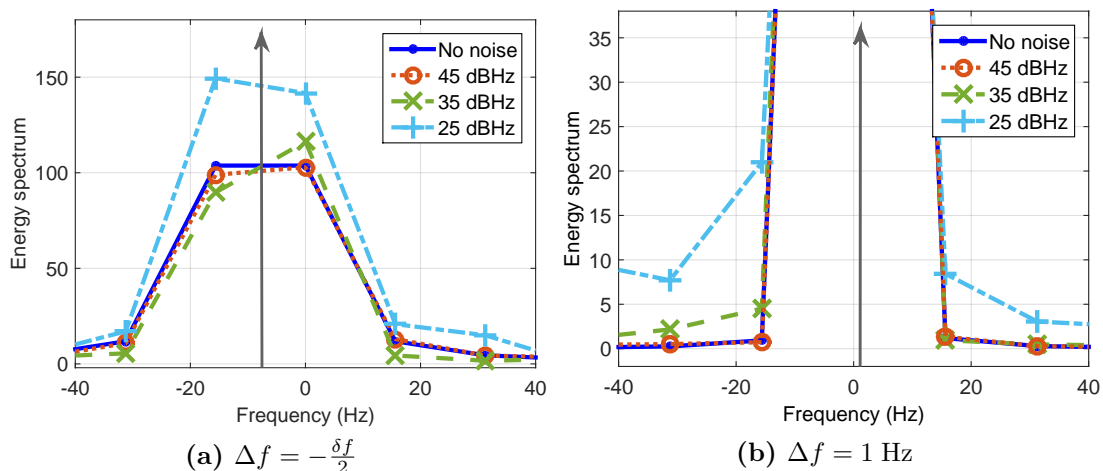 Energy spectrum
150
100
50
0
-40
-20
0
20
40
Frequency (Hz)
No noise
45 dBHz
35 dBHz
25 dBHz
(a) Δf = −δf/2
Energy spectrum
35
30
25
20
15
10
5
0
-40
-20
0
20
40
Frequency (Hz)
No noise
45 dBHz
35 dBHz
25 dBHz
(b) Δf = 1 Hz